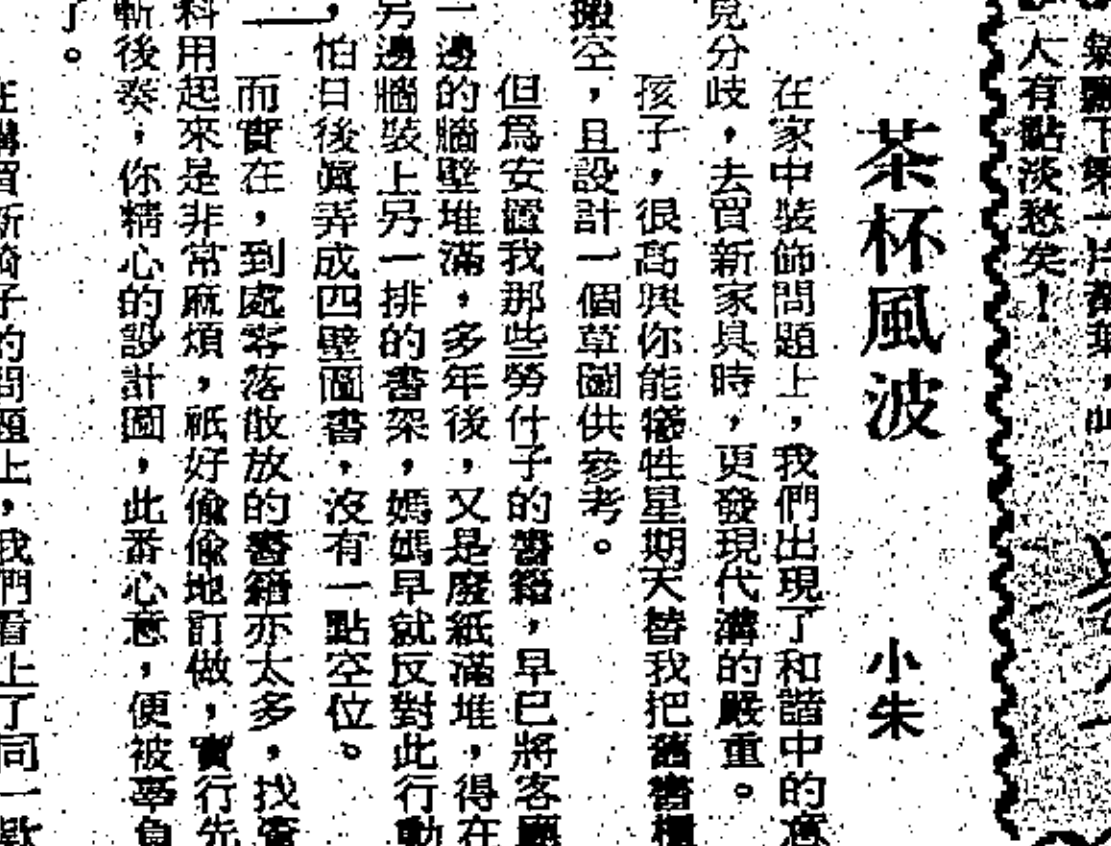 茶杯風波
小朱
在家中裝飾問題上，我們出現了和諧中的意
見分歧，去買新家具時，更發現代溝的嚴重。
孩子，很高興你能犧牲星期天替我把舊書櫃
搬空，且設計一個草圖供參考。
但爲安置我那些勞什子的書籍，早已將客廳
一邊的牆壁堆滿，多年後，又是廢紙滿堆，得在
另邊牆裝上另一排的書架，媽媽早就反對此行動
，怕日後眞弄成四壁圖書，沒有一點空位。
而實在，到處零落散放的書籍亦太多，找
料用起來是非常麻煩，祇好偸偸地訂做，實行先
斬後奏，你精心的設計圖，此番心意，便被辜負
了。
在購買新椅子的問題上，我們看上了同一款
人有點淡愁矣！